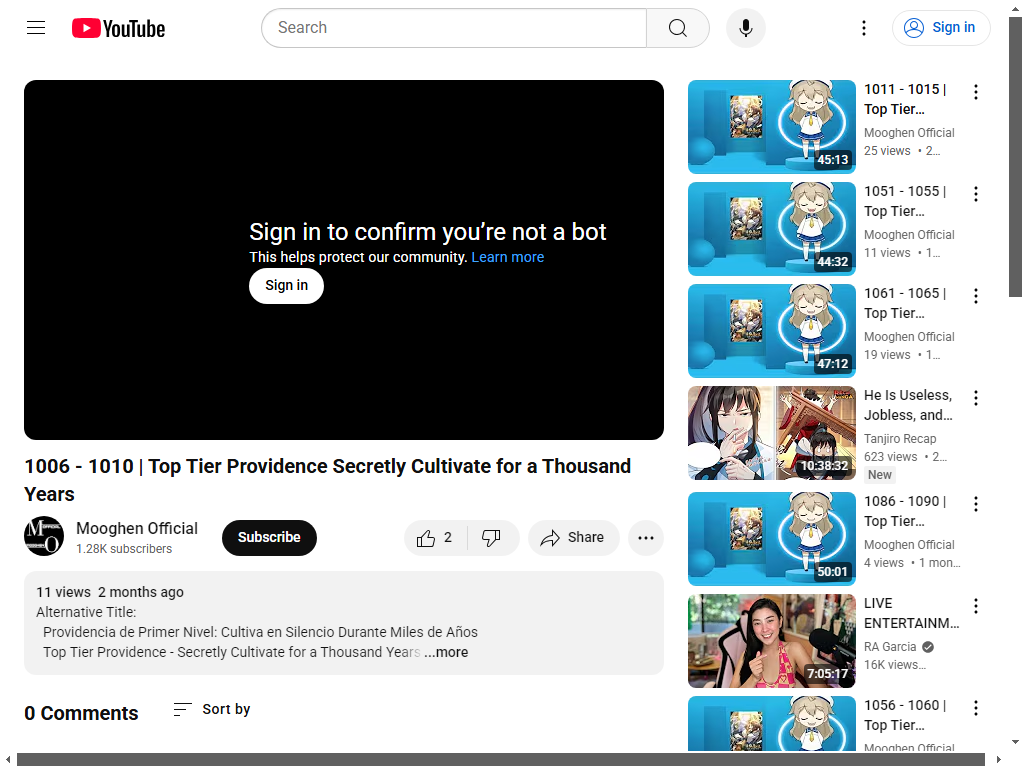 YouTube
Search
Sign in
Sign in to confirm you’re not a bot
This helps protect our community. Learn more
Sign in
1006 - 1010 | Top Tier Providence Secretly Cultivate for a Thousand
Years
Mooghen Official
1.28K subscribers
Subscribe
2
Share
11 views 2 months ago
Alternative Title:
Providencia de Primer Nivel: Cultiva en Silencio Durante Miles de Años
Top Tier Providence - Secretly Cultivate for a Thousand Years ...more
0 Comments
Sort by
45:13
1011 - 1015 |
Top Tier…
Mooghen Official
25 views • 2…
44:32
1051 - 1055 |
Top Tier…
Mooghen Official
11 views • 1…
47:12
1061 - 1065 |
Top Tier…
Mooghen Official
19 views • 1…
10:38:32
He Is Useless,
Jobless, and…
Tanjiro Recap
623 views • 2…
New
50:01
1086 - 1090 |
Top Tier…
Mooghen Official
4 views • 1 mon…
7:05:17
LIVE
ENTERTAINM…
RA Garcia
16K views…
1056 - 1060 |
Top Tier…
Mooghen Official